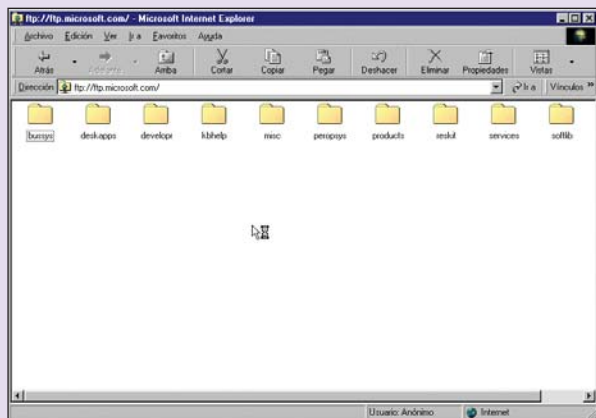 ftp://ftp.microsoft.com/ - Microsoft Internet Explorer
Archivo Edición Ver Ir a Favoritos Ayuda
Atrás Adelante Arriba Cortar Copiar Pegar Deshacer Eliminar Propiedades Vistas
Dirección ftp://ftp.microsoft.com/ Ir a Vínculos »
bussys deskapps developr kbhelp misc peropsys products reskit services softlib
Usuario: Anónimo Internet